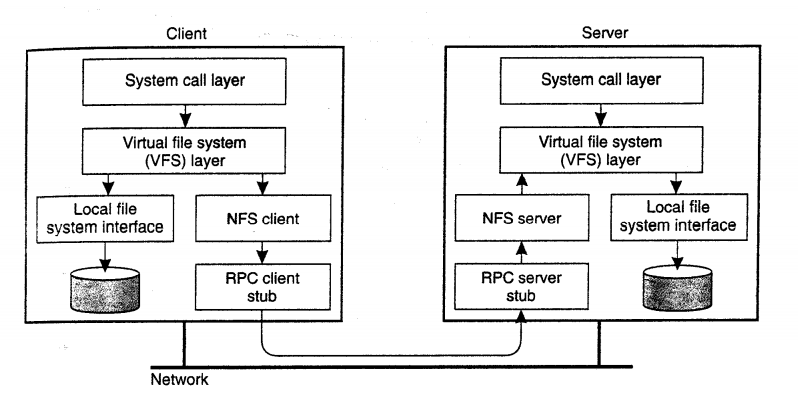 Client
System call layer
Virtual file system
(VFS) layer
Local file
system interface
NFS client
RPC client
stub
Server
System call layer
Virtual file system
(VFS) layer
NFS server
Local file
system interface
RPC server
stub
Network